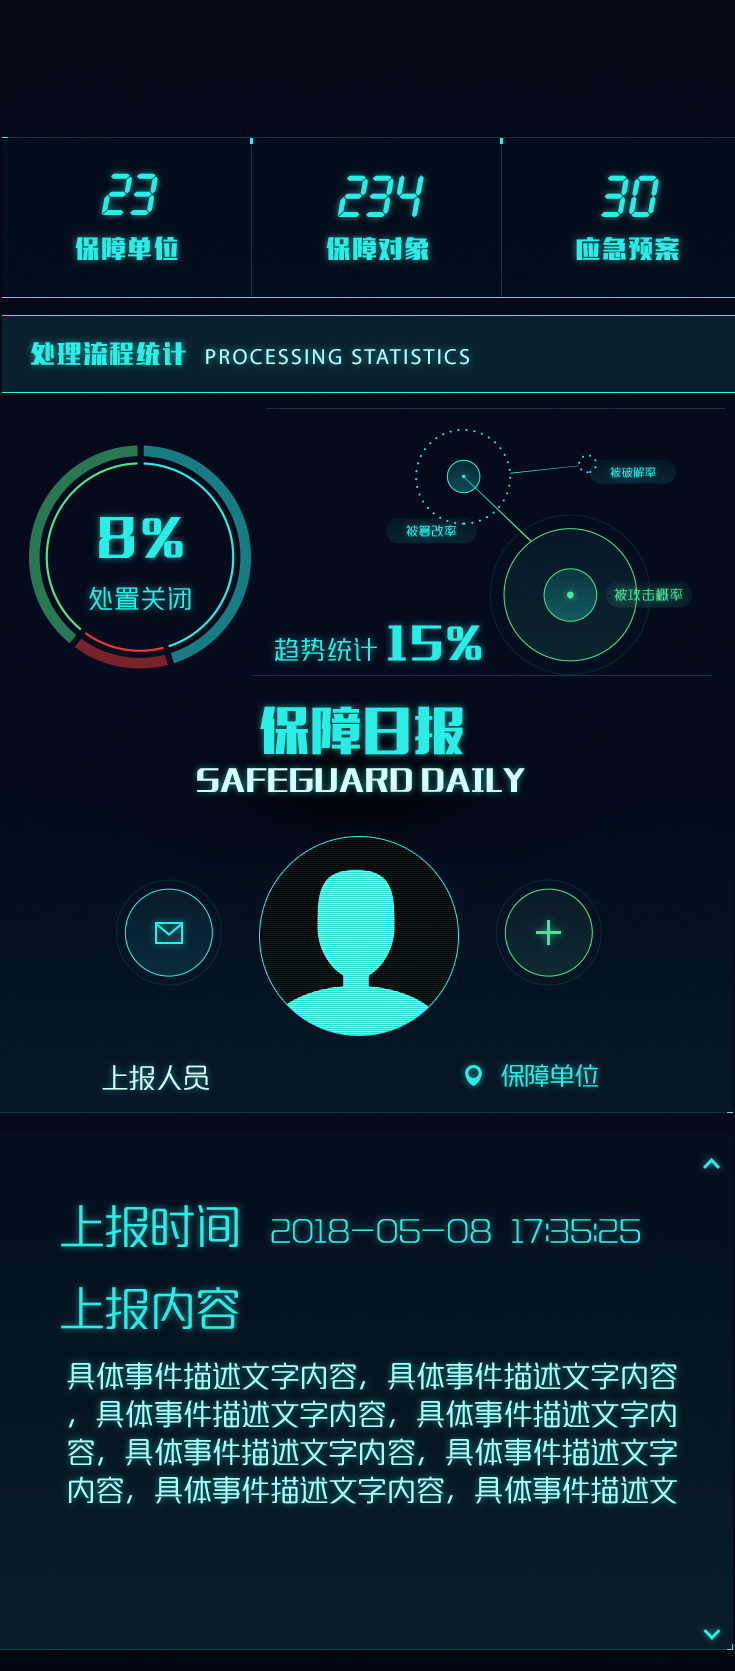 23 234 30
保障单位 保障对象 应急预案
处理流程统计 PROCESSING STATISTICS
被破解率
8%
被篡改率
处置关闭
被攻击概率
趋势统计 15%
保障日报
SAFEGUARD DAILY
上报人员 保障单位
上报时间 2018-05-08 17:35:25
上报内容
具体事件描述文字内容，具体事件描述文字内容
，具体事件描述文字内容，具体事件描述文字内
容，具体事件描述文字内容，具体事件描述文字
内容，具体事件描述文字内容，具体事件描述文